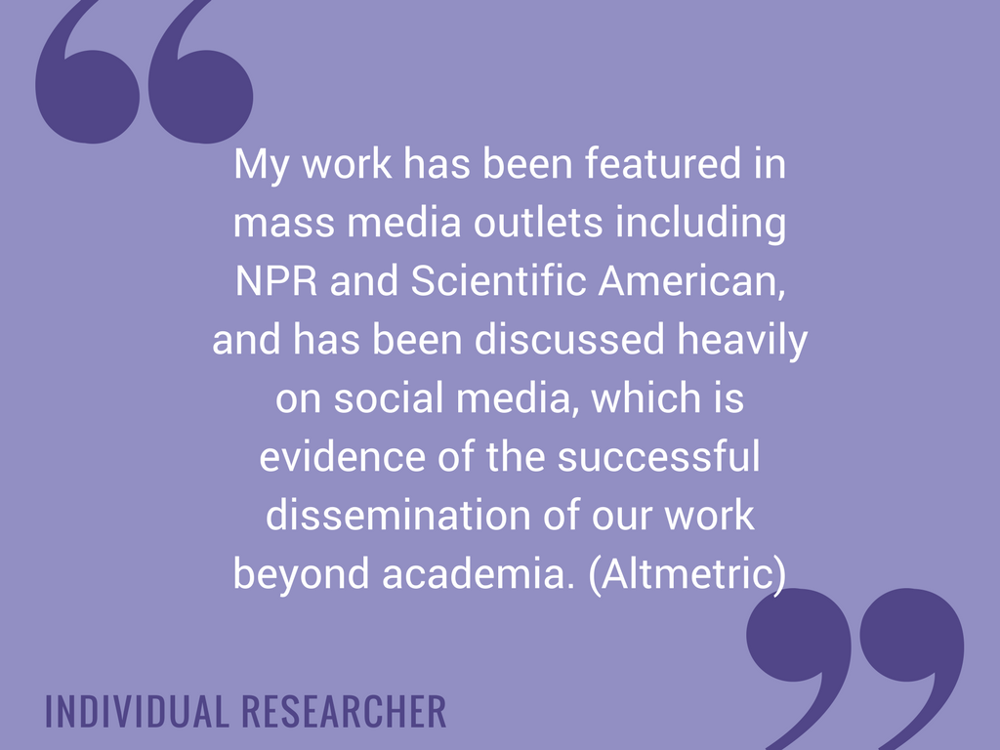 My work has been featured in
mass media outlets including
NPR and Scientific American,
and has been discussed heavily
on social media, which is
evidence of the successful
dissemination of our work
beyond academia. (Altmetric)
INDIVIDUAL RESEARCHER